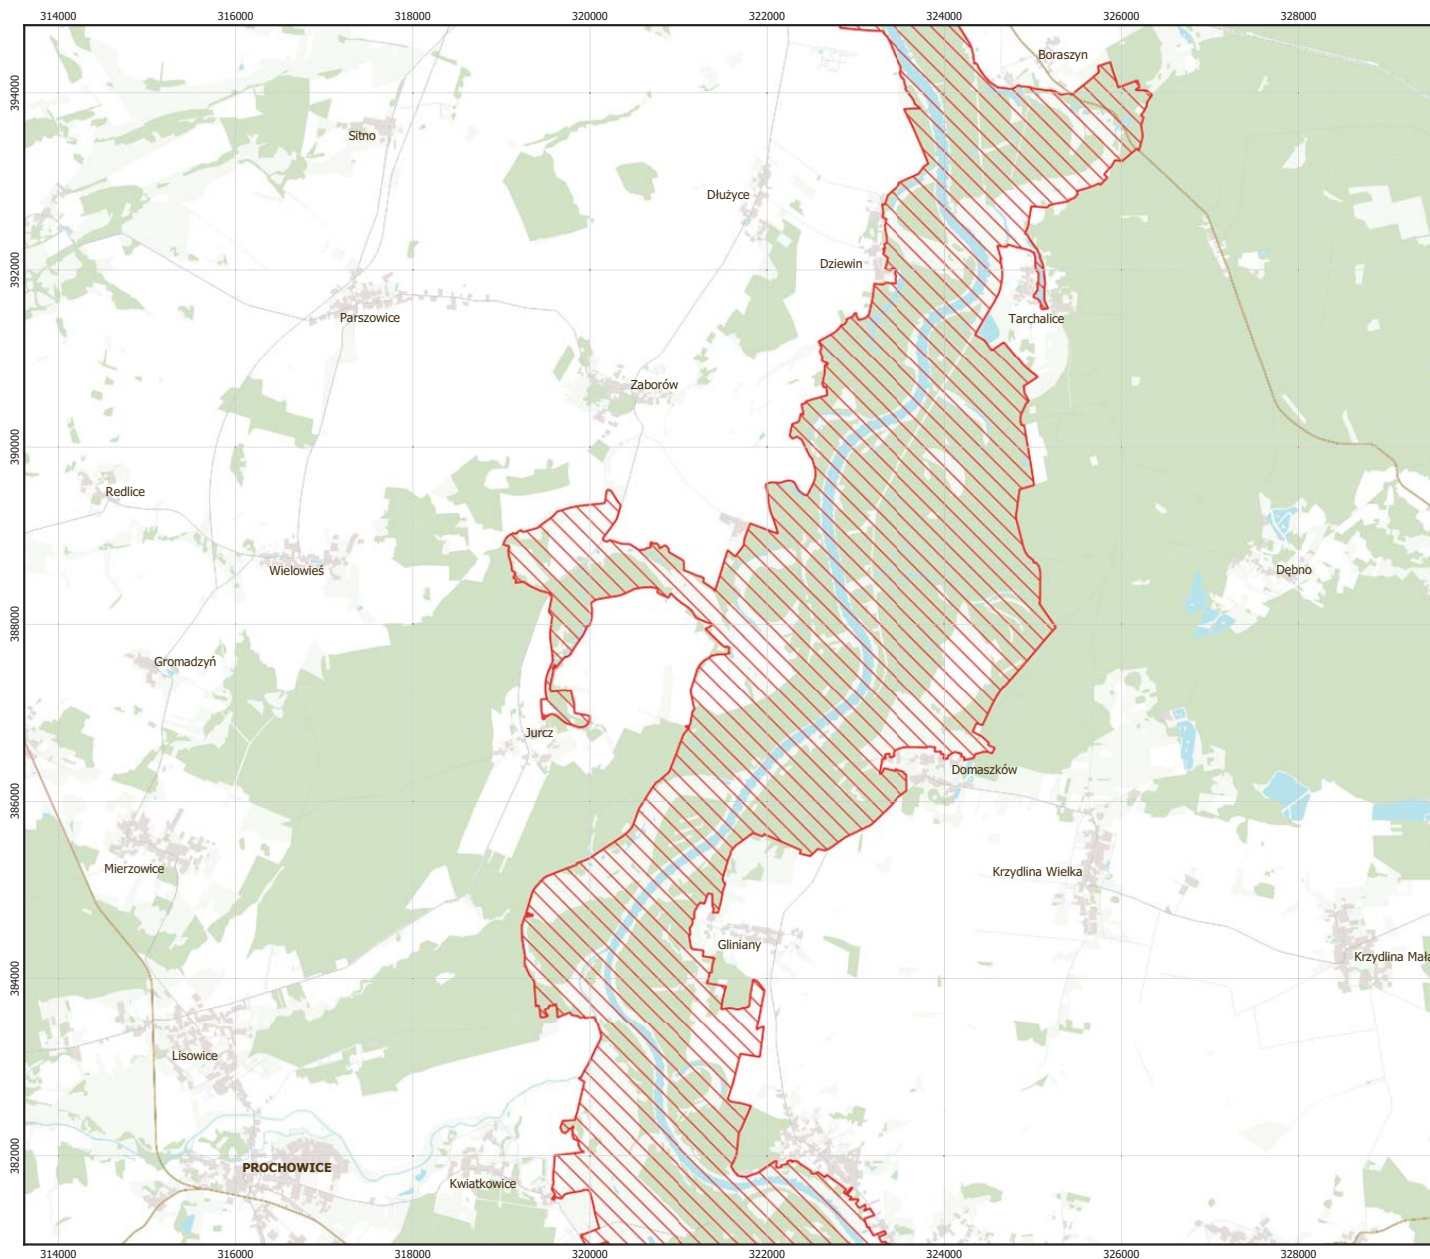 314000 316000 318000 320000 322000 324000 326000 328000
394000
392000
390000
388000
386000
384000
382000
Boraszyn
Sitno
Dłużyce
Dziewin
Parszowice
Tarchalice
Zaborów
Redlice
Wielowieś
Dębno
Gromadzyń
Jurcz
Domaszków
Mierzowice
Krzydlina Wielka
Gliniany
Krzydlina Mała
Lisowice
PROCHOWICE
Kwiatkowice
314000 316000 318000 320000 322000 324000 326000 328000